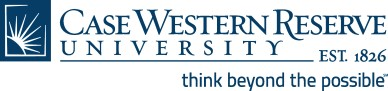 CASE WESTERN RESERVE
UNIVERSITY EST. 1826
think beyond the possible™